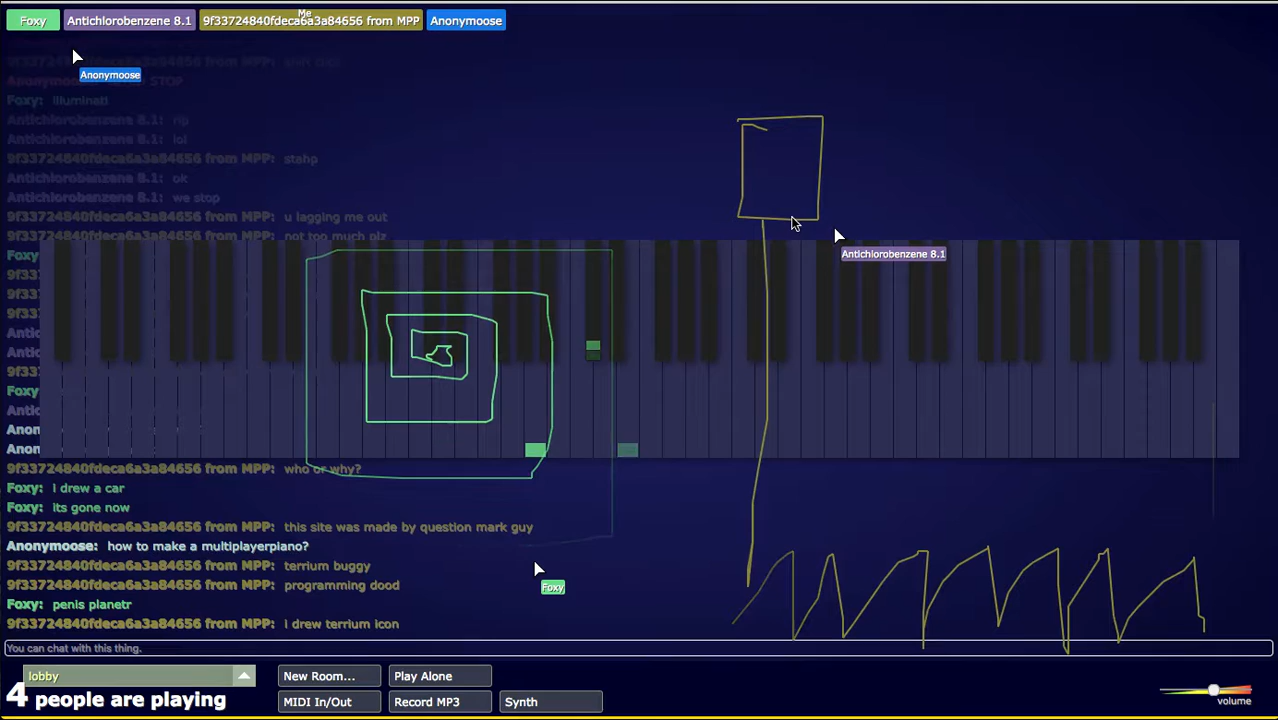 Foxy
Antichlorobenzene 8.1
9f33724840fdeca6a3a84656 from MPP
Me
Anonymoose
Anonymoose
STOP
Foxy: illuminati
Antichlorobenzene 8.1: rip
Antichlorobenzene 8.1: lol
9f33724840fdeca6a3a84656 from MPP: stahp
Antichlorobenzene 8.1: ok
Antichlorobenzene 8.1: we stop
9f33724840fdeca6a3a84656 from MPP: u lagging me out
9f33724840fdeca6a3a84656 from MPP: not too much plz
Antichlorobenzene 8.1
9f33724840fdeca6a3a84656 from MPP: who or why?
Foxy: I drew a car
Foxy: its gone now
9f33724840fdeca6a3a84656 from MPP: this site was made by question mark guy
Anonymoose: how to make a multiplayerpiano?
9f33724840fdeca6a3a84656 from MPP: terrium buggy
9f33724840fdeca6a3a84656 from MPP: programming dood
Foxy
Foxy: penis planetr
9f33724840fdeca6a3a84656 from MPP: I drew terrium icon
You can chat with this thing.
lobby
New Room...
Play Alone
4 people are playing
MIDI In/Out
Record MP3
Synth
volume